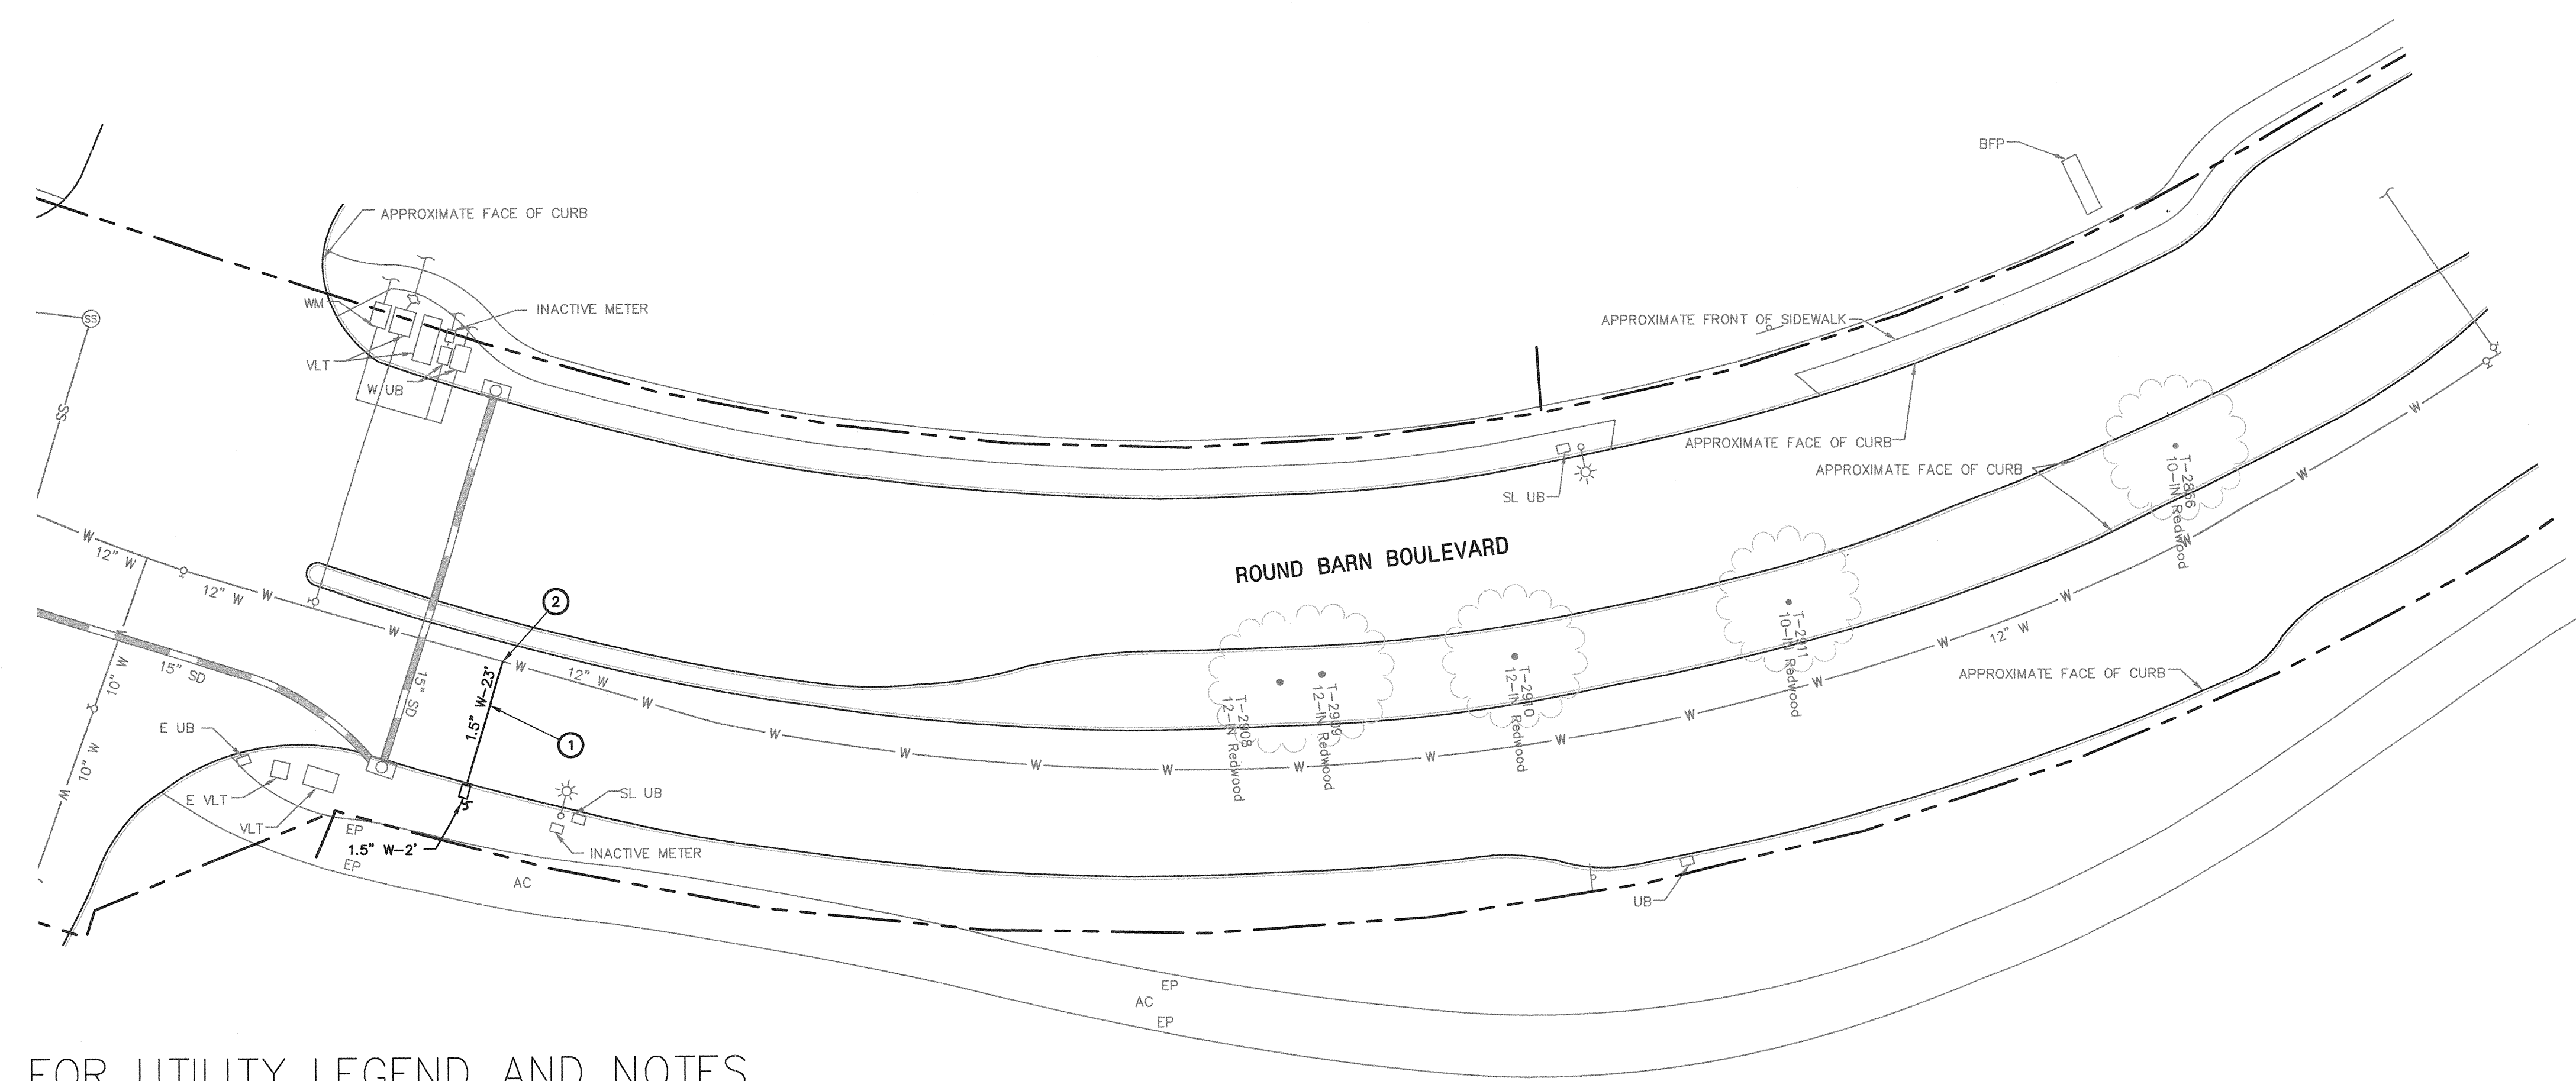 BFP
APPROXIMATE FACE OF CURB
WM
INACTIVE METER
SS
APPROXIMATE FRONT OF SIDEWALK
VLT
W UB
SS
APPROXIMATE FACE OF CURB
APPROXIMATE FACE OF CURB
SL UB
T-2856
10-IN Redwood
W
W
W
W
W
12" W
12" W
W
W
ROUND BARN BOULEVARD
2
W
12" W
W
1.5" W-23'
1
15" SD
15" SD
10" W
W
10" W
W
T-2908
12-IN Redwood
T-2909
12-IN Redwood
T-2910
12-IN Redwood
T-2911
10-IN Redwood
W
W
W
W
W
W
W
W
W
W
12" W
APPROXIMATE FACE OF CURB
E UB
E VLT
VLT
S
SL UB
EP
1.5" W-2'
EP
INACTIVE METER
AC
UB
EP
AC
EP
FOR UTILITY LEGEND AND NOTES